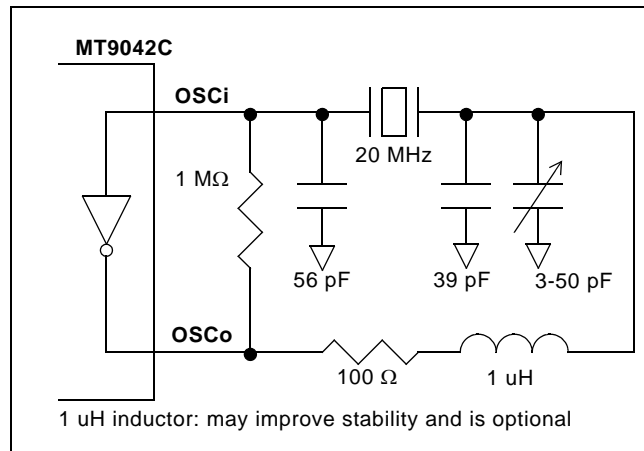 MT9042C
OSCi
20 MHz
1 MΩ
56 pF
39 pF
3-50 pF
OSCo
100 Ω
1 uH
1 uH inductor: may improve stability and is optional